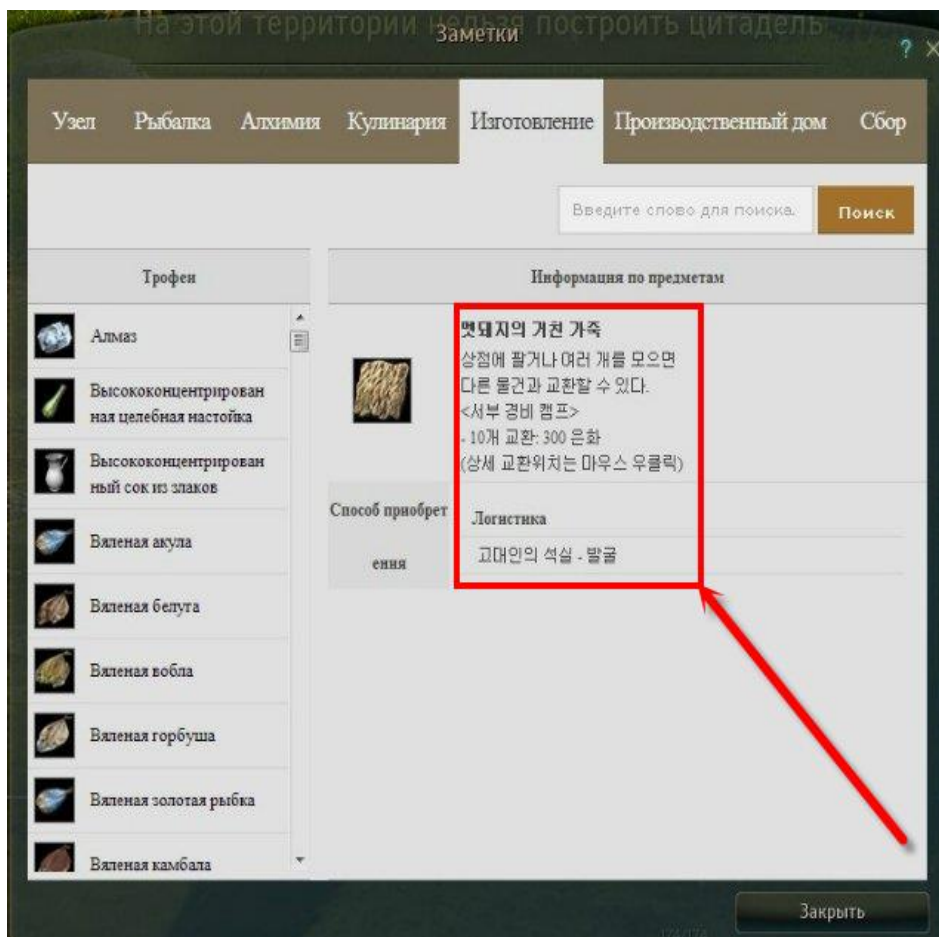 На этой территории нельзя построить цитадель
Заметки
? ×
Узел Рыбалка Алхимия Кулинария Изготовление Производственный дом Сбор
Введите слово для поиска. Поиск
Трофеи
Информация по предметам
Алмаз
Высококонцентрирован
ная целебная настойка
Высококонцентрирован
ный сок из злаков
Вяленая акула
Вяленая белуга
Вяленая вобла
Вяленая горбуша
Вяленая золотая рыбка
Вяленая камбала
멧돼지의 거친 가죽
상점에 팔거나 여러 개를 모으면
다른 물건과 교환할 수 있다.
<서부 경비 캠프>
- 10개 교환: 300 은화
(상세 교환위치는 마우스 우클릭)
Способ приобрет
ения
Логистика
고대인의 석실 - 발굴
Закрыть